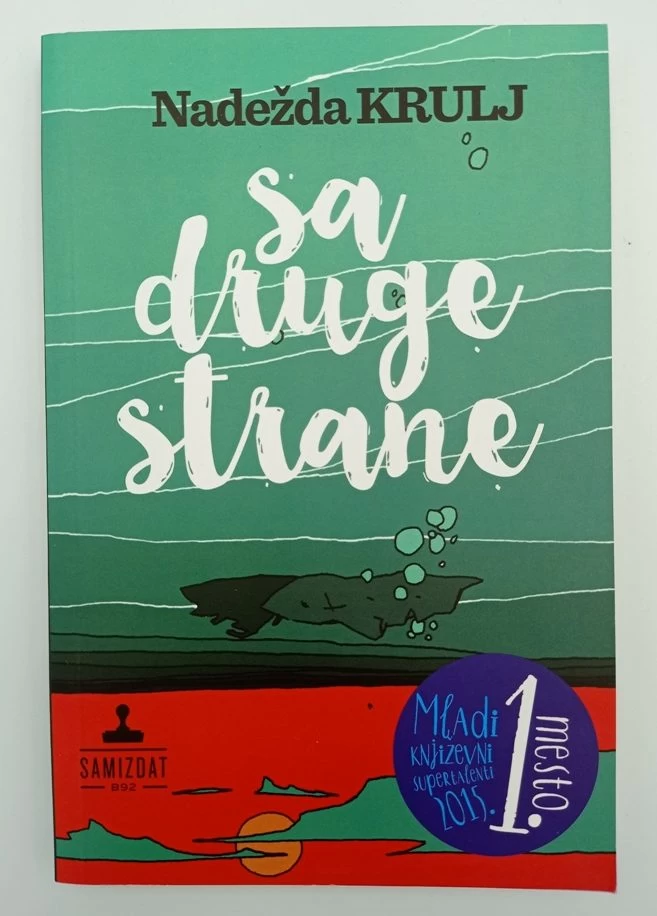 Nadežda KRULJ
sa
druge
strane
Mladi
književni
supertalenti
2015.
1. mesto.
SAMIZDAT
B92